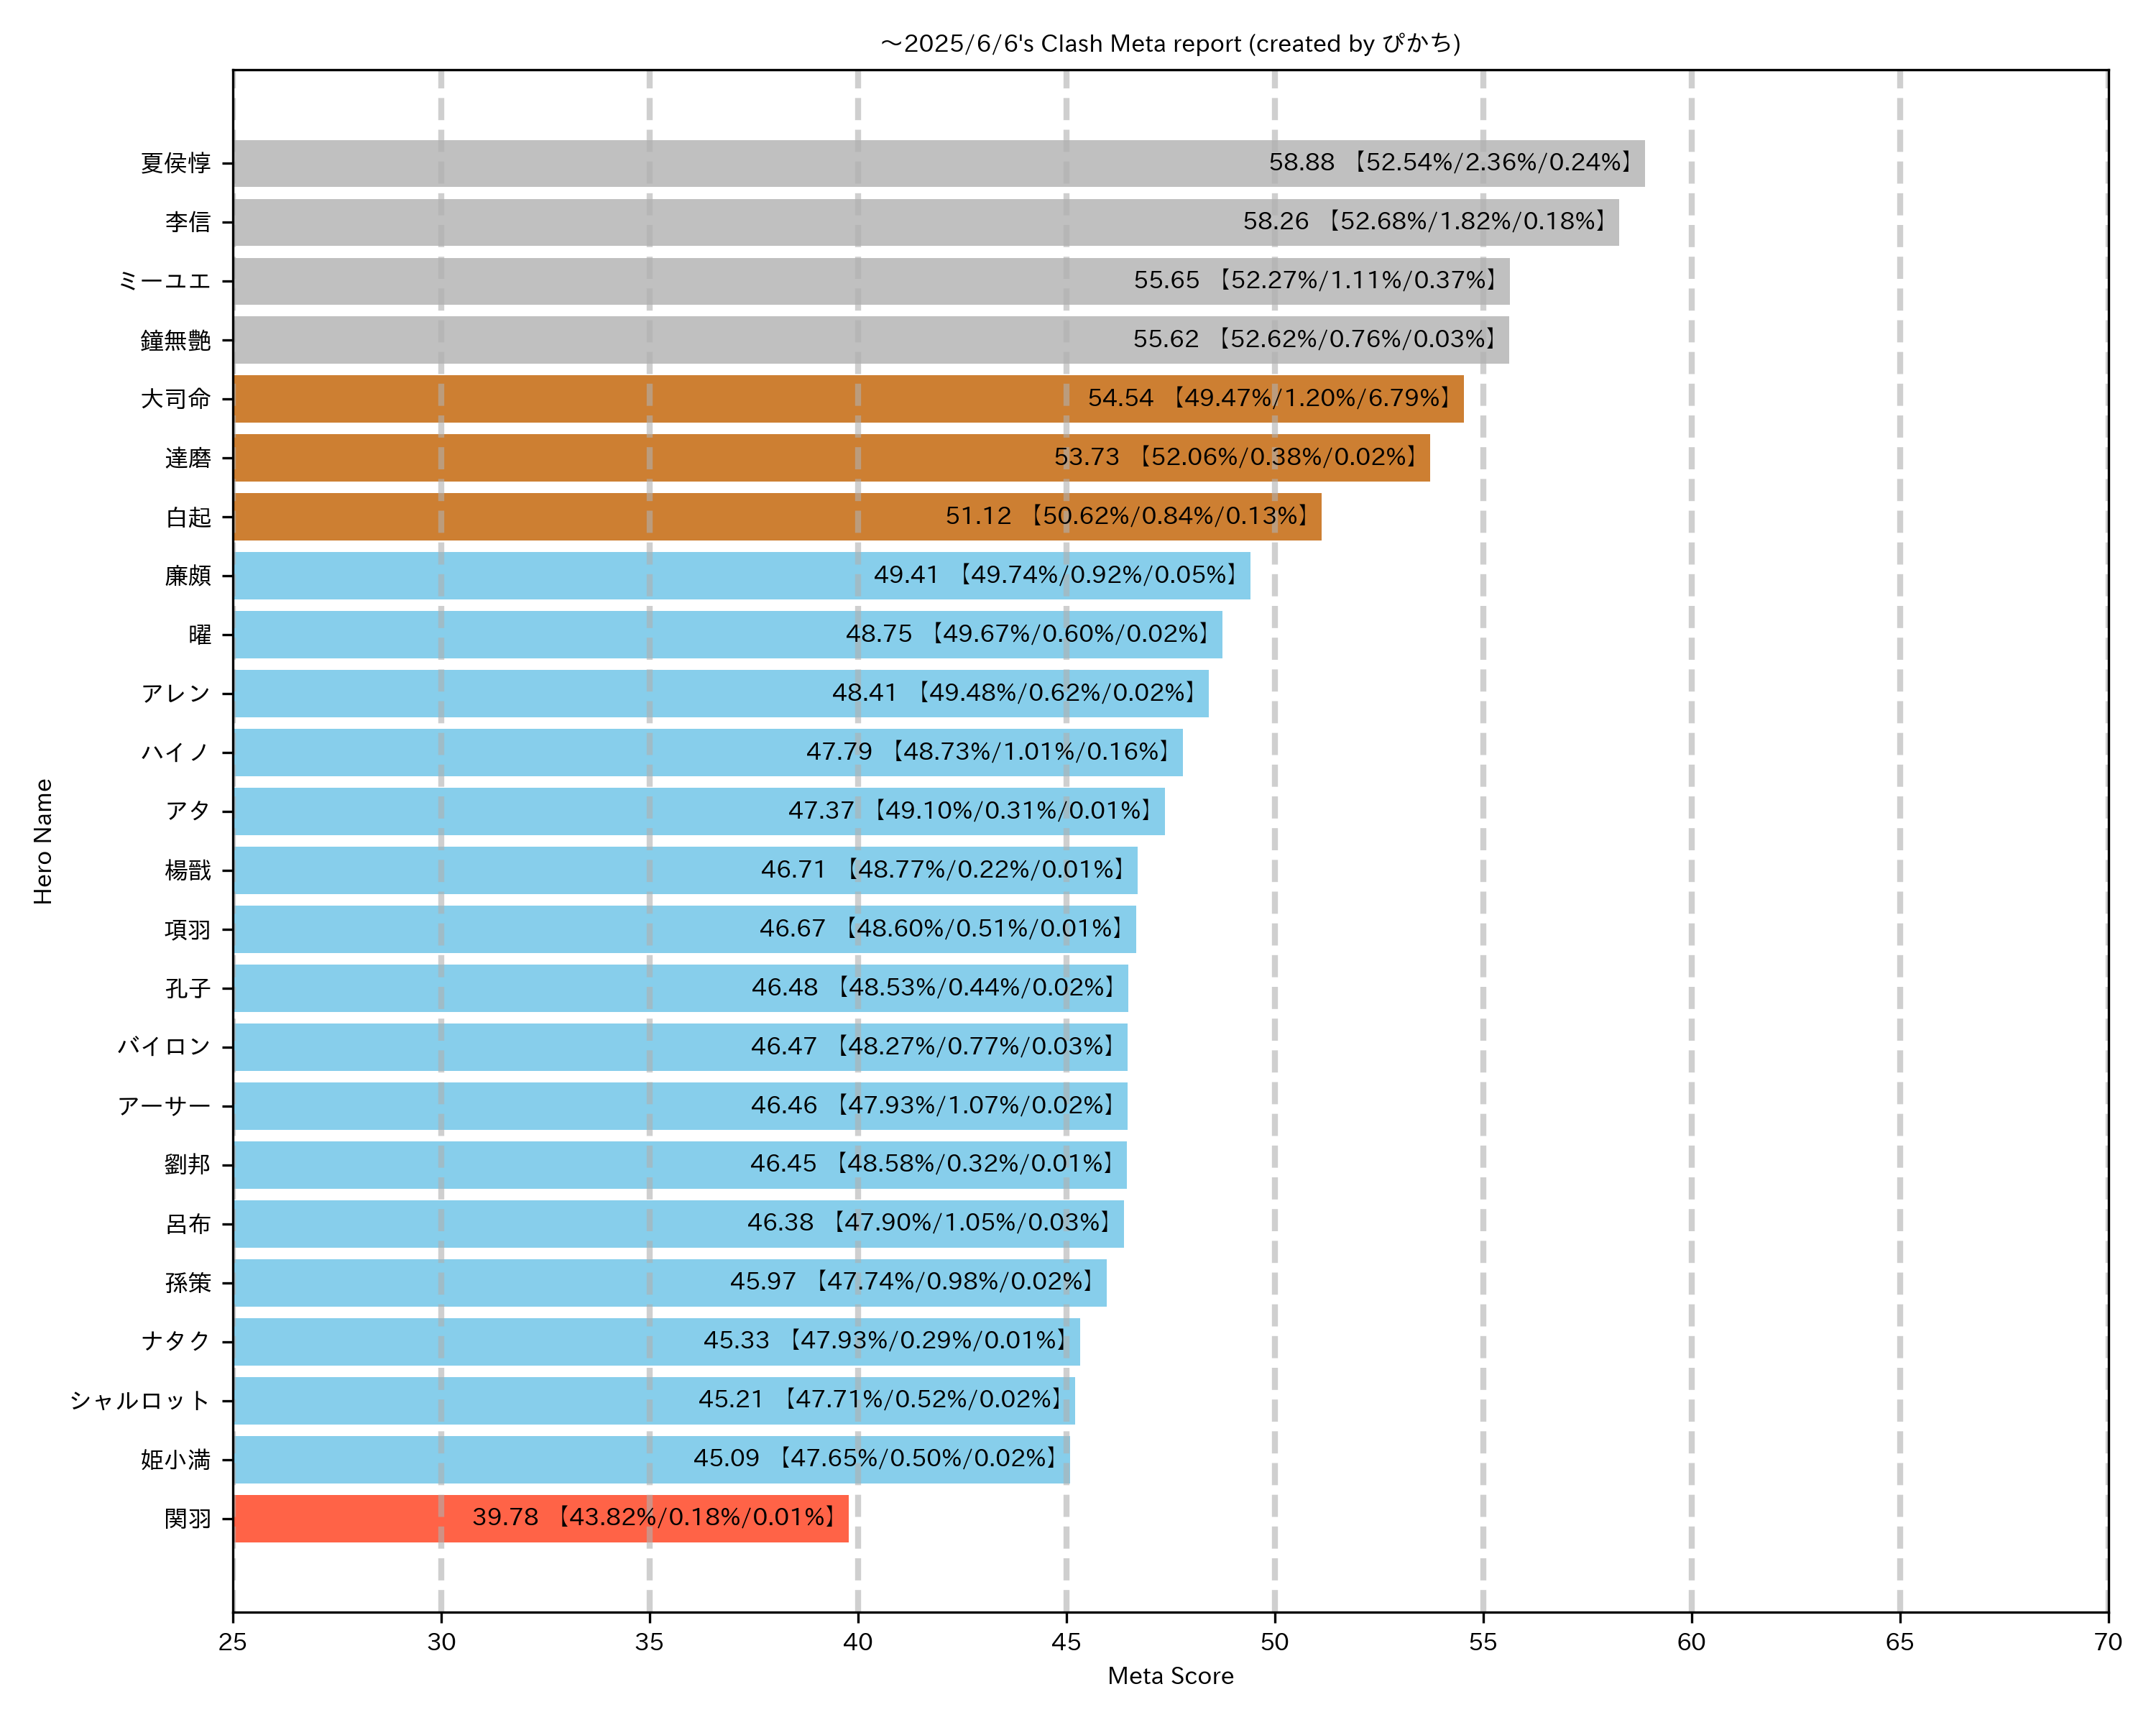 ～2025/6/6's Clash Meta report (created by ぴかち)
夏侯惇 58.88 【52.54%/2.36%/0.24%】
李信 58.26 【52.68%/1.82%/0.18%】
ミーユエ 55.65 【52.27%/1.11%/0.37%】
鐘無艶 55.62 【52.62%/0.76%/0.03%】
大司命 54.54 【49.47%/1.20%/6.79%】
達磨 53.73 【52.06%/0.38%/0.02%】
白起 51.12 【50.62%/0.84%/0.13%】
廉頗 49.41 【49.74%/0.92%/0.05%】
曜 48.75 【49.67%/0.60%/0.02%】
アレン 48.41 【49.48%/0.62%/0.02%】
ハイノ 47.79 【48.73%/1.01%/0.16%】
アタ 47.37 【49.10%/0.31%/0.01%】
楊戩 46.71 【48.77%/0.22%/0.01%】
項羽 46.67 【48.60%/0.51%/0.01%】
孔子 46.48 【48.53%/0.44%/0.02%】
バイロン 46.47 【48.27%/0.77%/0.03%】
アーサー 46.46 【47.93%/1.07%/0.02%】
劉邦 46.45 【48.58%/0.32%/0.01%】
呂布 46.38 【47.90%/1.05%/0.03%】
孫策 45.97 【47.74%/0.98%/0.02%】
ナタク 45.33 【47.93%/0.29%/0.01%】
シャルロット 45.21 【47.71%/0.52%/0.02%】
姫小満 45.09 【47.65%/0.50%/0.02%】
関羽 39.78 【43.82%/0.18%/0.01%】
Hero Name
25 30 35 40 45 50 55 60 65 70
Meta Score